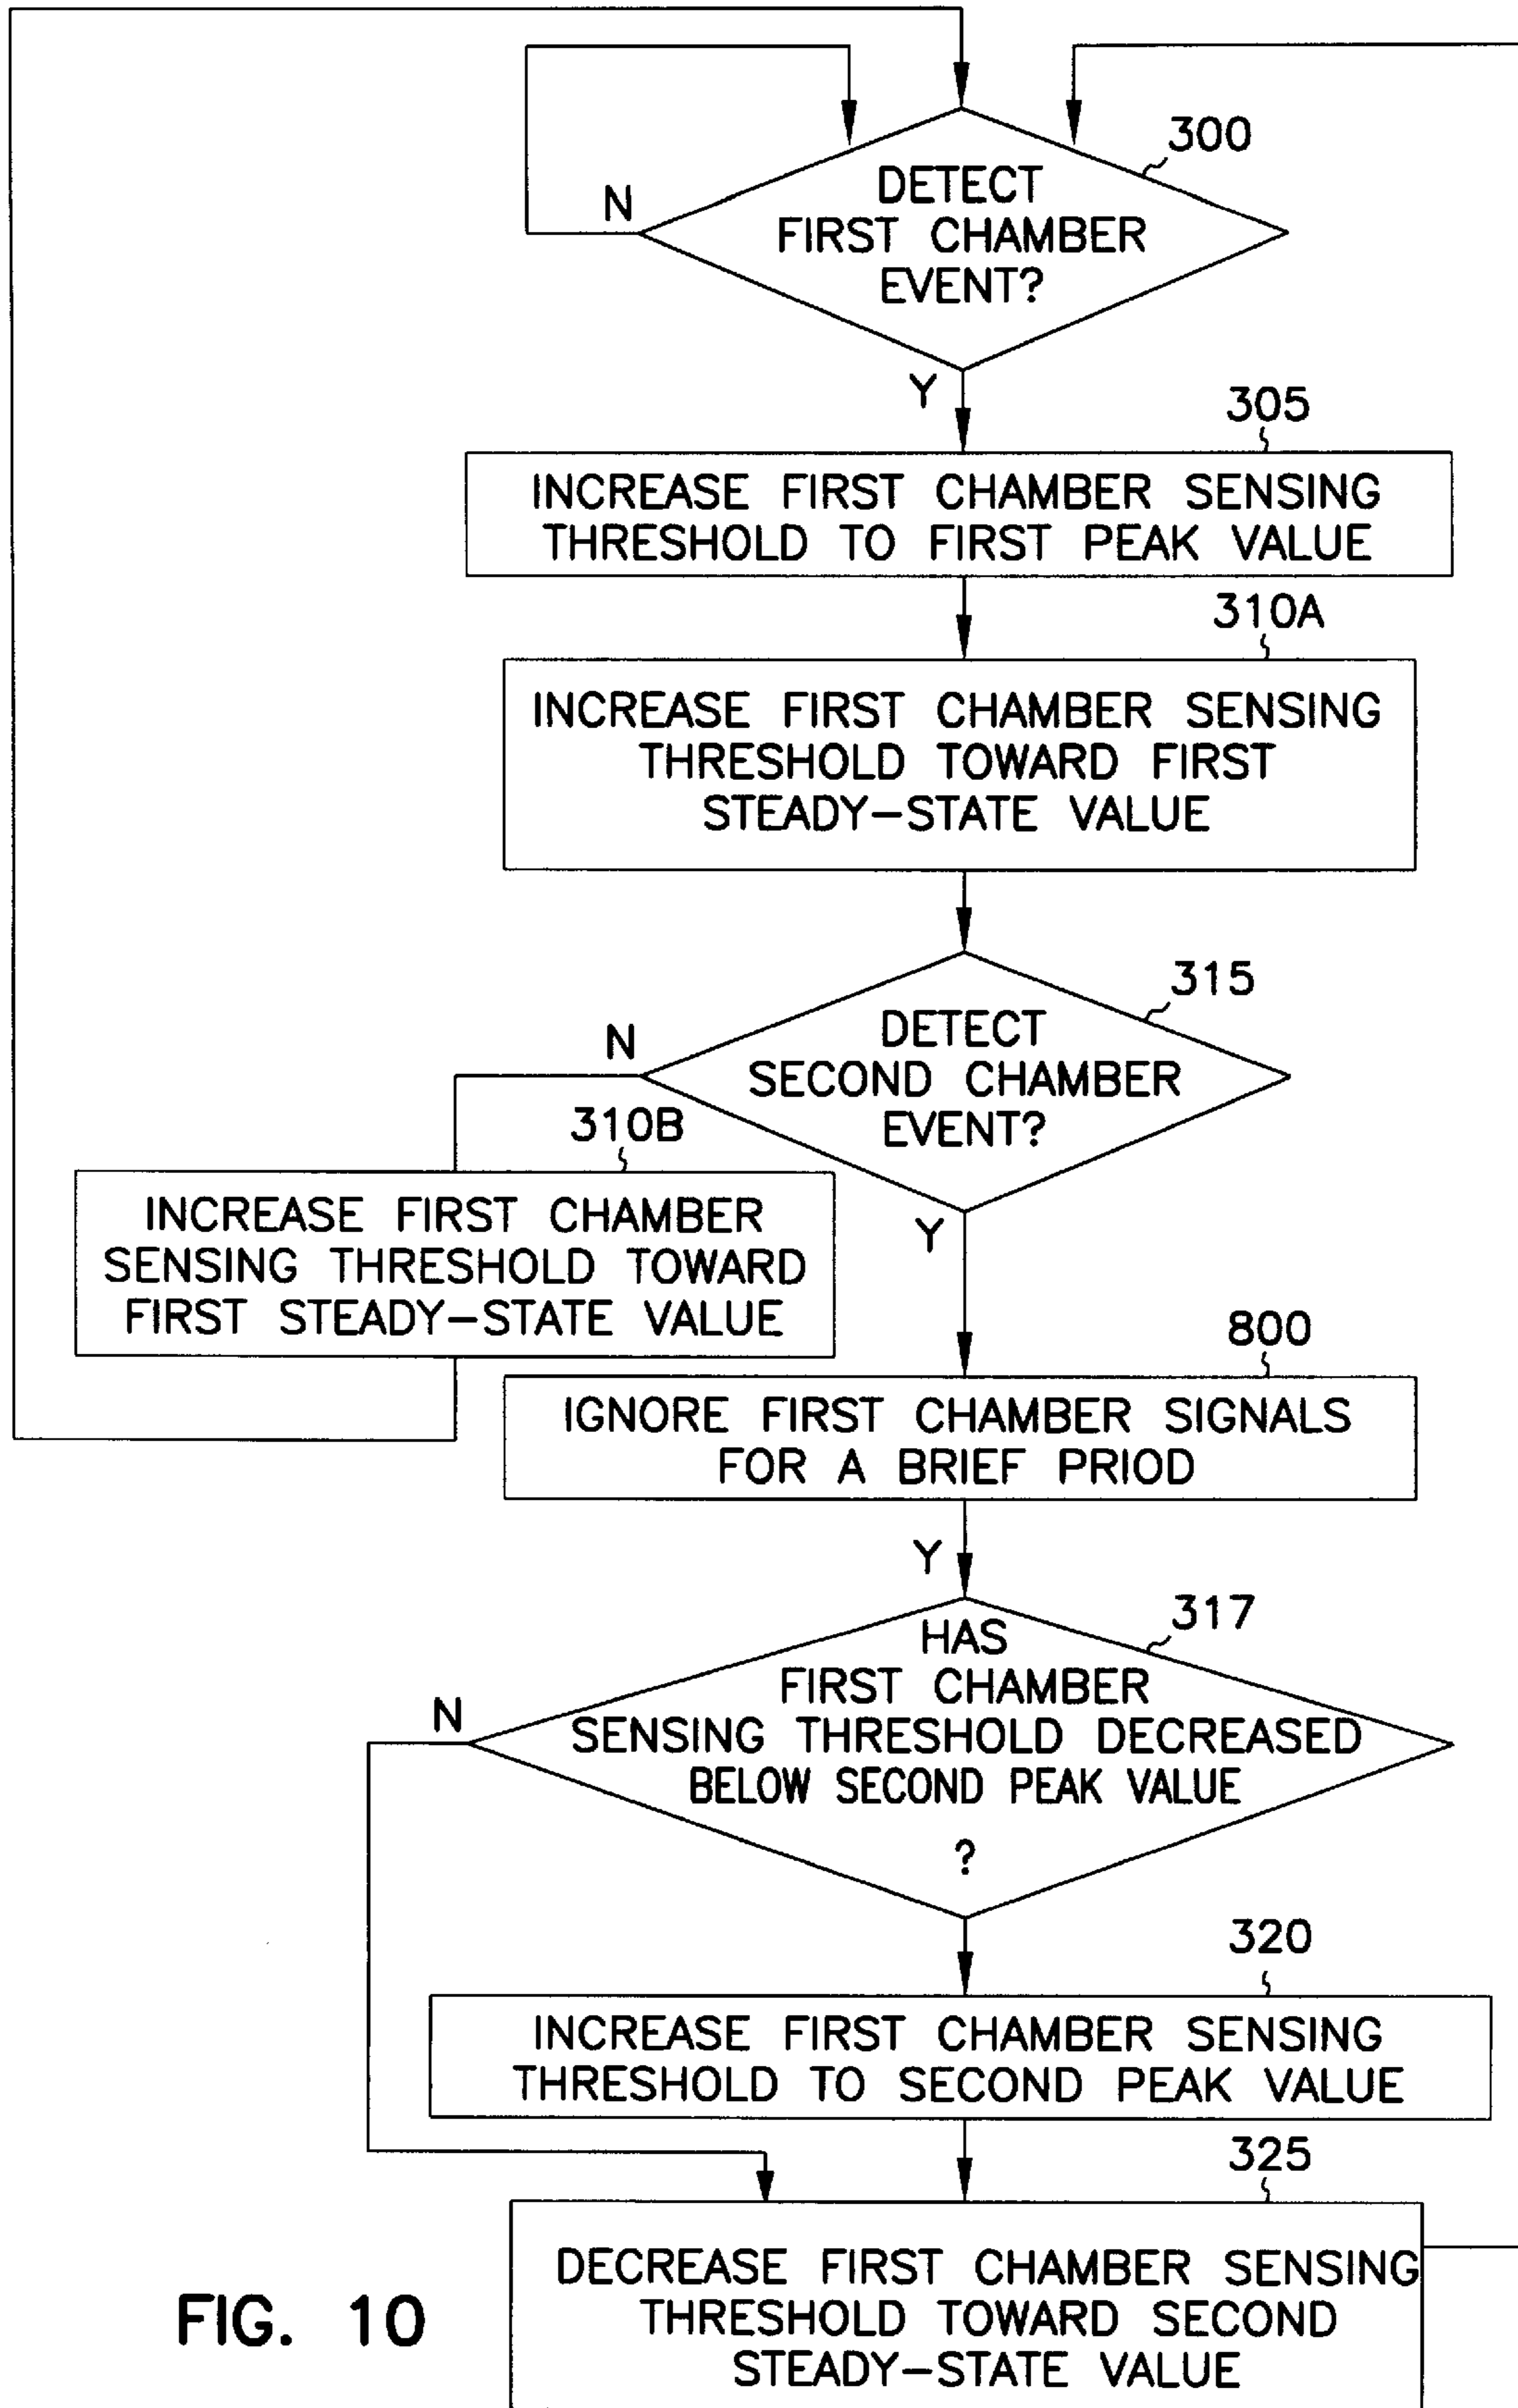 300
DETECT
N
FIRST CHAMBER
EVENT?
Y
305
INCREASE FIRST CHAMBER SENSING
THRESHOLD TO FIRST PEAK VALUE
310A
INCREASE FIRST CHAMBER SENSING
THRESHOLD TOWARD FIRST
STEADY-STATE VALUE
315
N
DETECT
SECOND CHAMBER
EVENT?
310B
INCREASE FIRST CHAMBER
SENSING THRESHOLD TOWARD
FIRST STEADY-STATE VALUE
Y
800
IGNORE FIRST CHAMBER SIGNALS
FOR A BRIEF PRIOD
Y
317
HAS
FIRST CHAMBER
N
SENSING THRESHOLD DECREASED
BELOW SECOND PEAK VALUE
?
320
INCREASE FIRST CHAMBER SENSING
THRESHOLD TO SECOND PEAK VALUE
325
DECREASE FIRST CHAMBER SENSING
THRESHOLD TOWARD SECOND
STEADY-STATE VALUE
FIG. 10